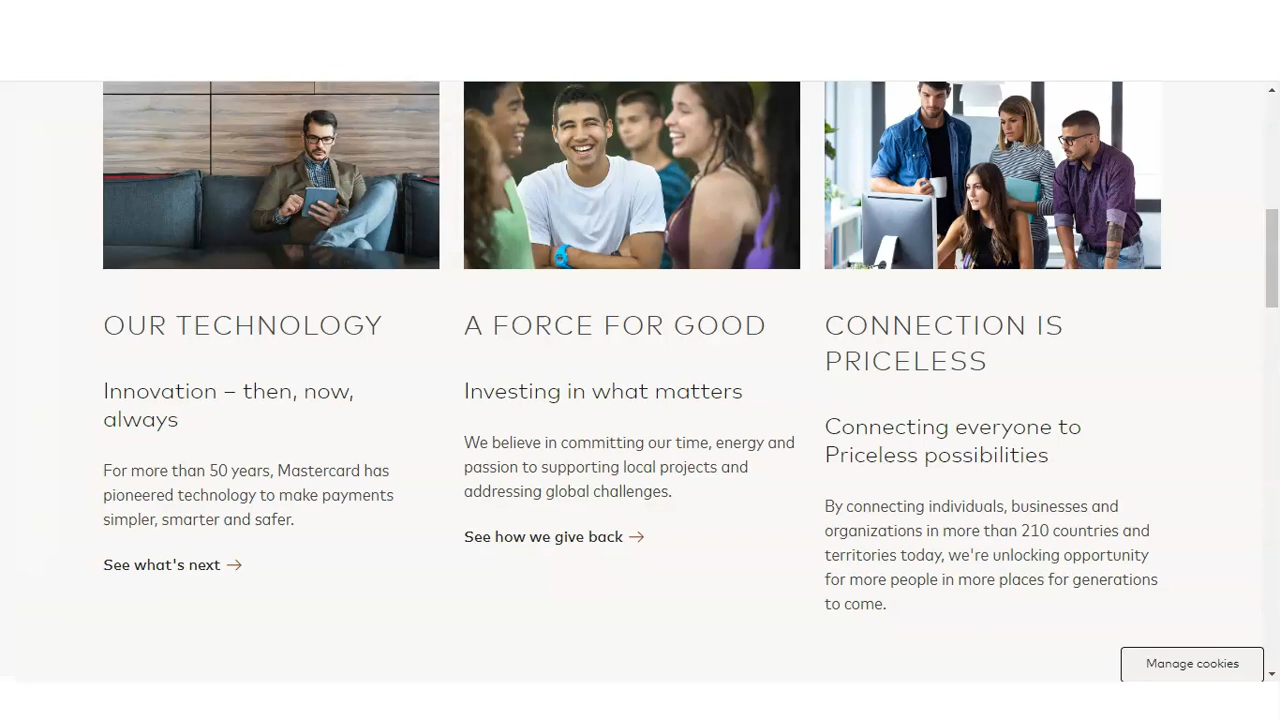 OUR TECHNOLOGY
Innovation – then, now,
always
For more than 50 years, Mastercard has
pioneered technology to make payments
simpler, smarter and safer.
See what's next →
A FORCE FOR GOOD
Investing in what matters
We believe in committing our time, energy and
passion to supporting local projects and
addressing global challenges.
See how we give back →
CONNECTION IS
PRICELESS
Connecting everyone to
Priceless possibilities
By connecting individuals, businesses and
organizations in more than 210 countries and
territories today, we're unlocking opportunity
for more people in more places for generations
to come.
Manage cookies